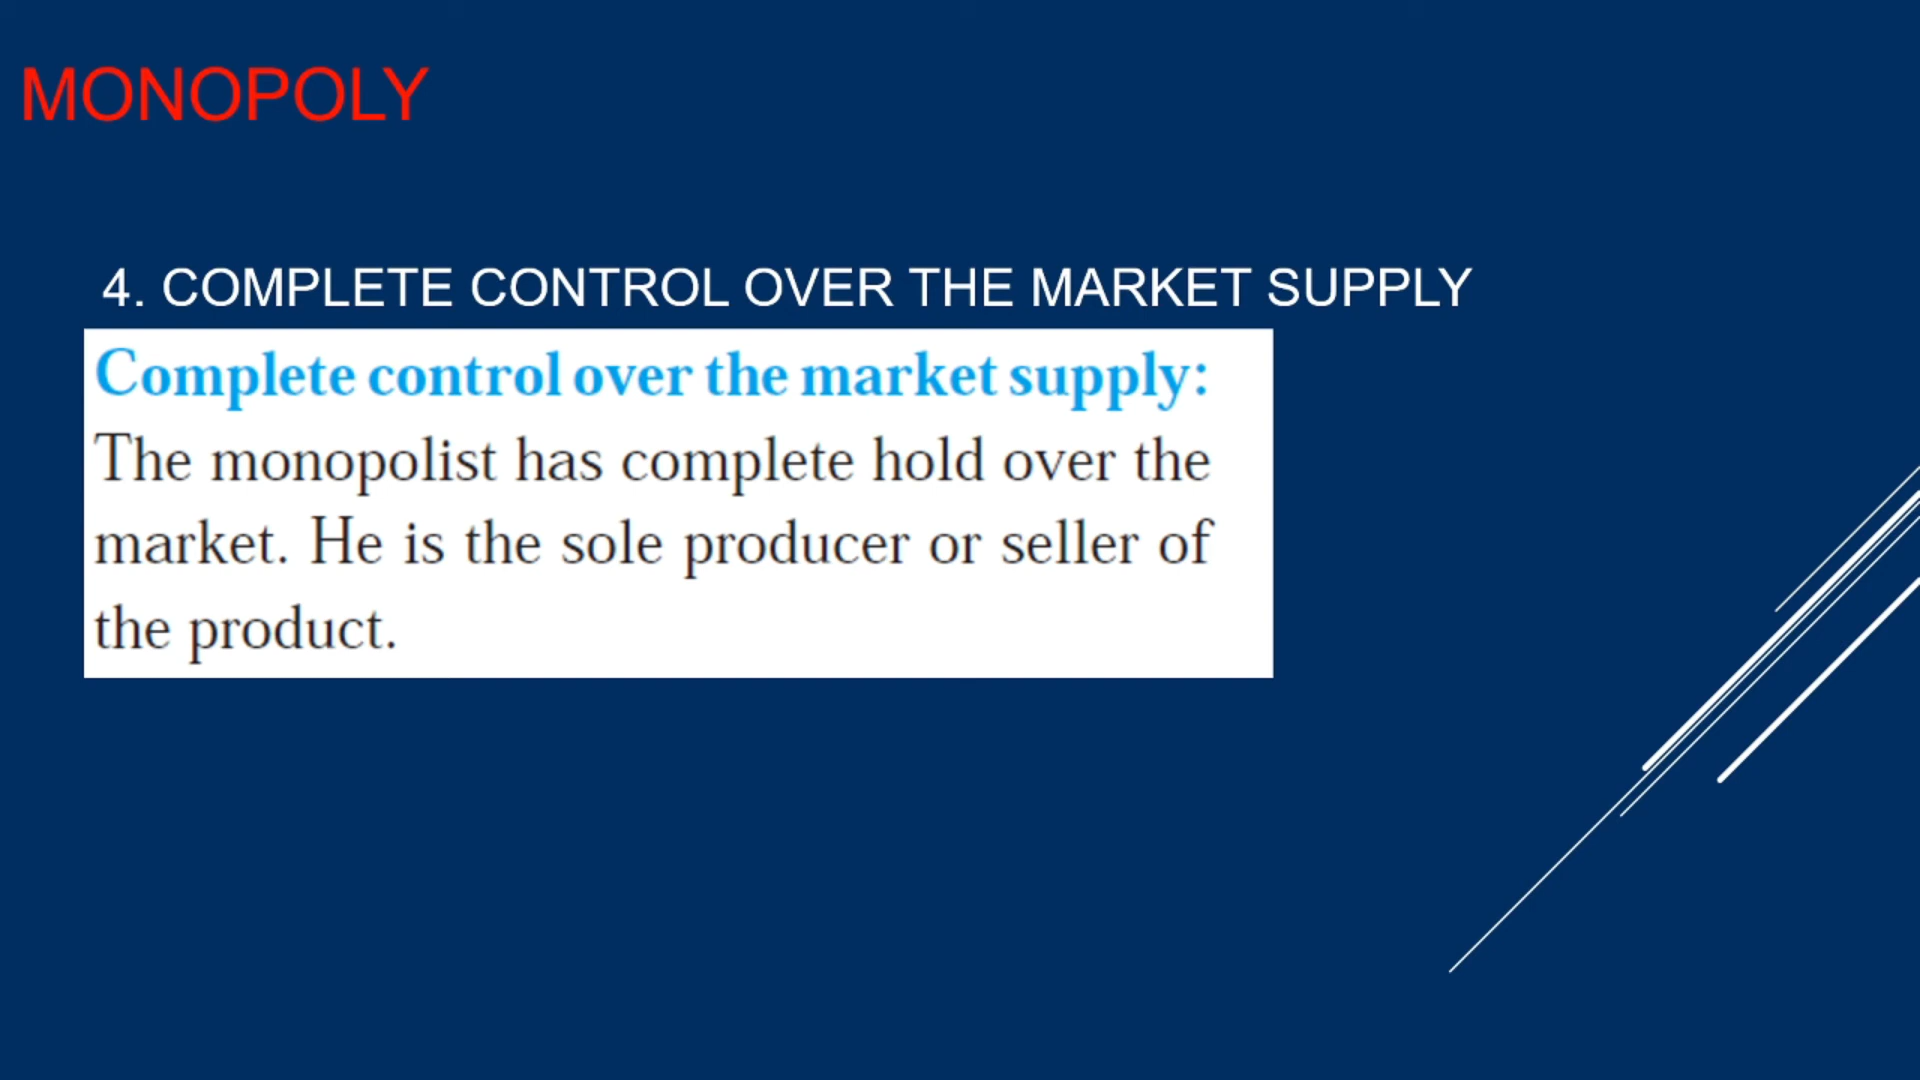 MONOPOLY
4. COMPLETE CONTROL OVER THE MARKET SUPPLY
Complete control over the market supply:
The monopolist has complete hold over the
market. He is the sole producer or seller of
the product.